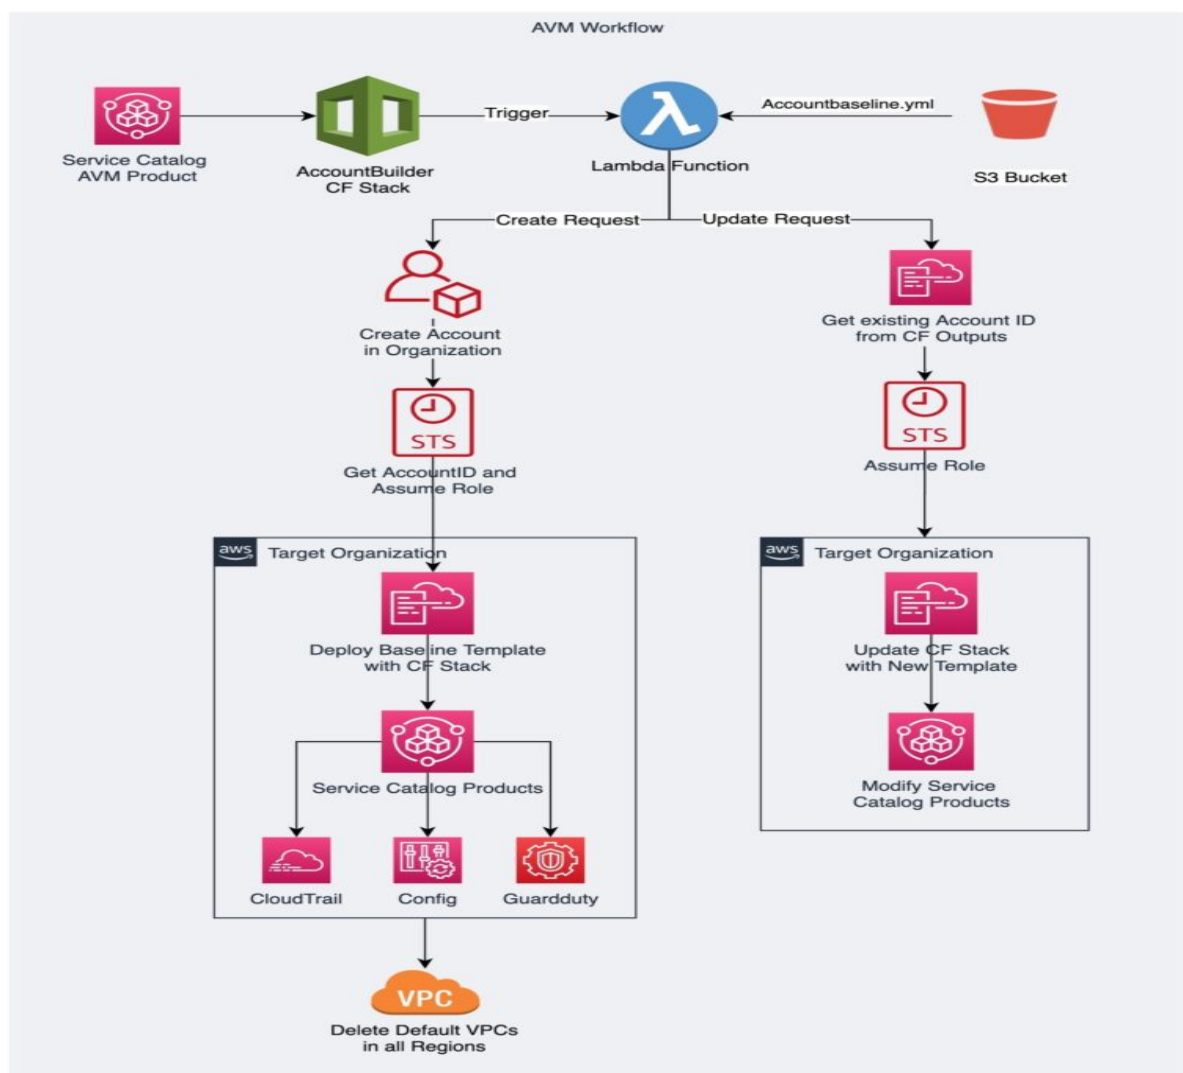 AVM Workflow
Service Catalog
AVM Product
AccountBuilder
CF Stack
Trigger
Lambda Function
Accountbaseline.yml
S3 Bucket
Create Request
Update Request
Create Account
in Organization
STS
Get AccountID and
Assume Role
aws
Target Organization
Deploy Baseline Template
with CF Stack
Service Catalog Products
CloudTrail
Config
Guardduty
VPC
Delete Default VPCs
in all Regions
Get existing Account ID
from CF Outputs
STS
Assume Role
aws
Target Organization
Update CF Stack
with New Template
Modify Service
Catalog Products